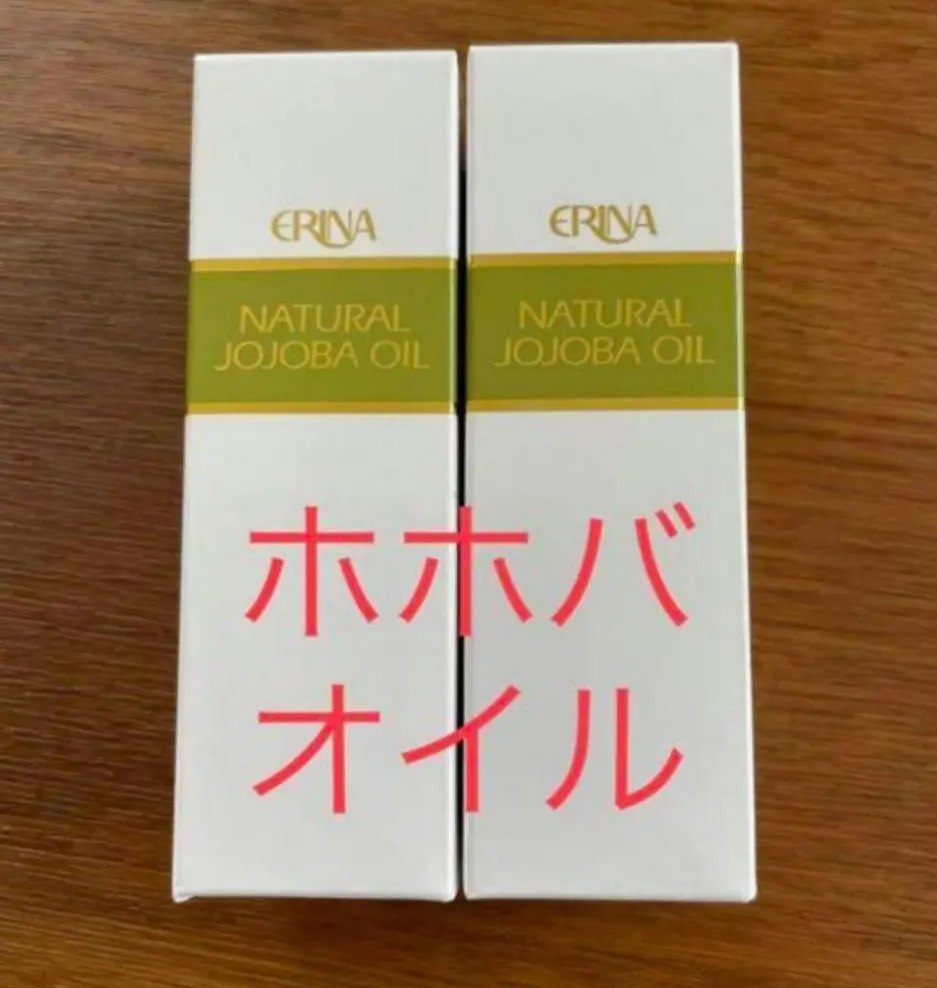 ERINA
NATURAL
JOJOBA OIL
ERINA
NATURAL
JOJOBA OIL
ホホバ
オイル